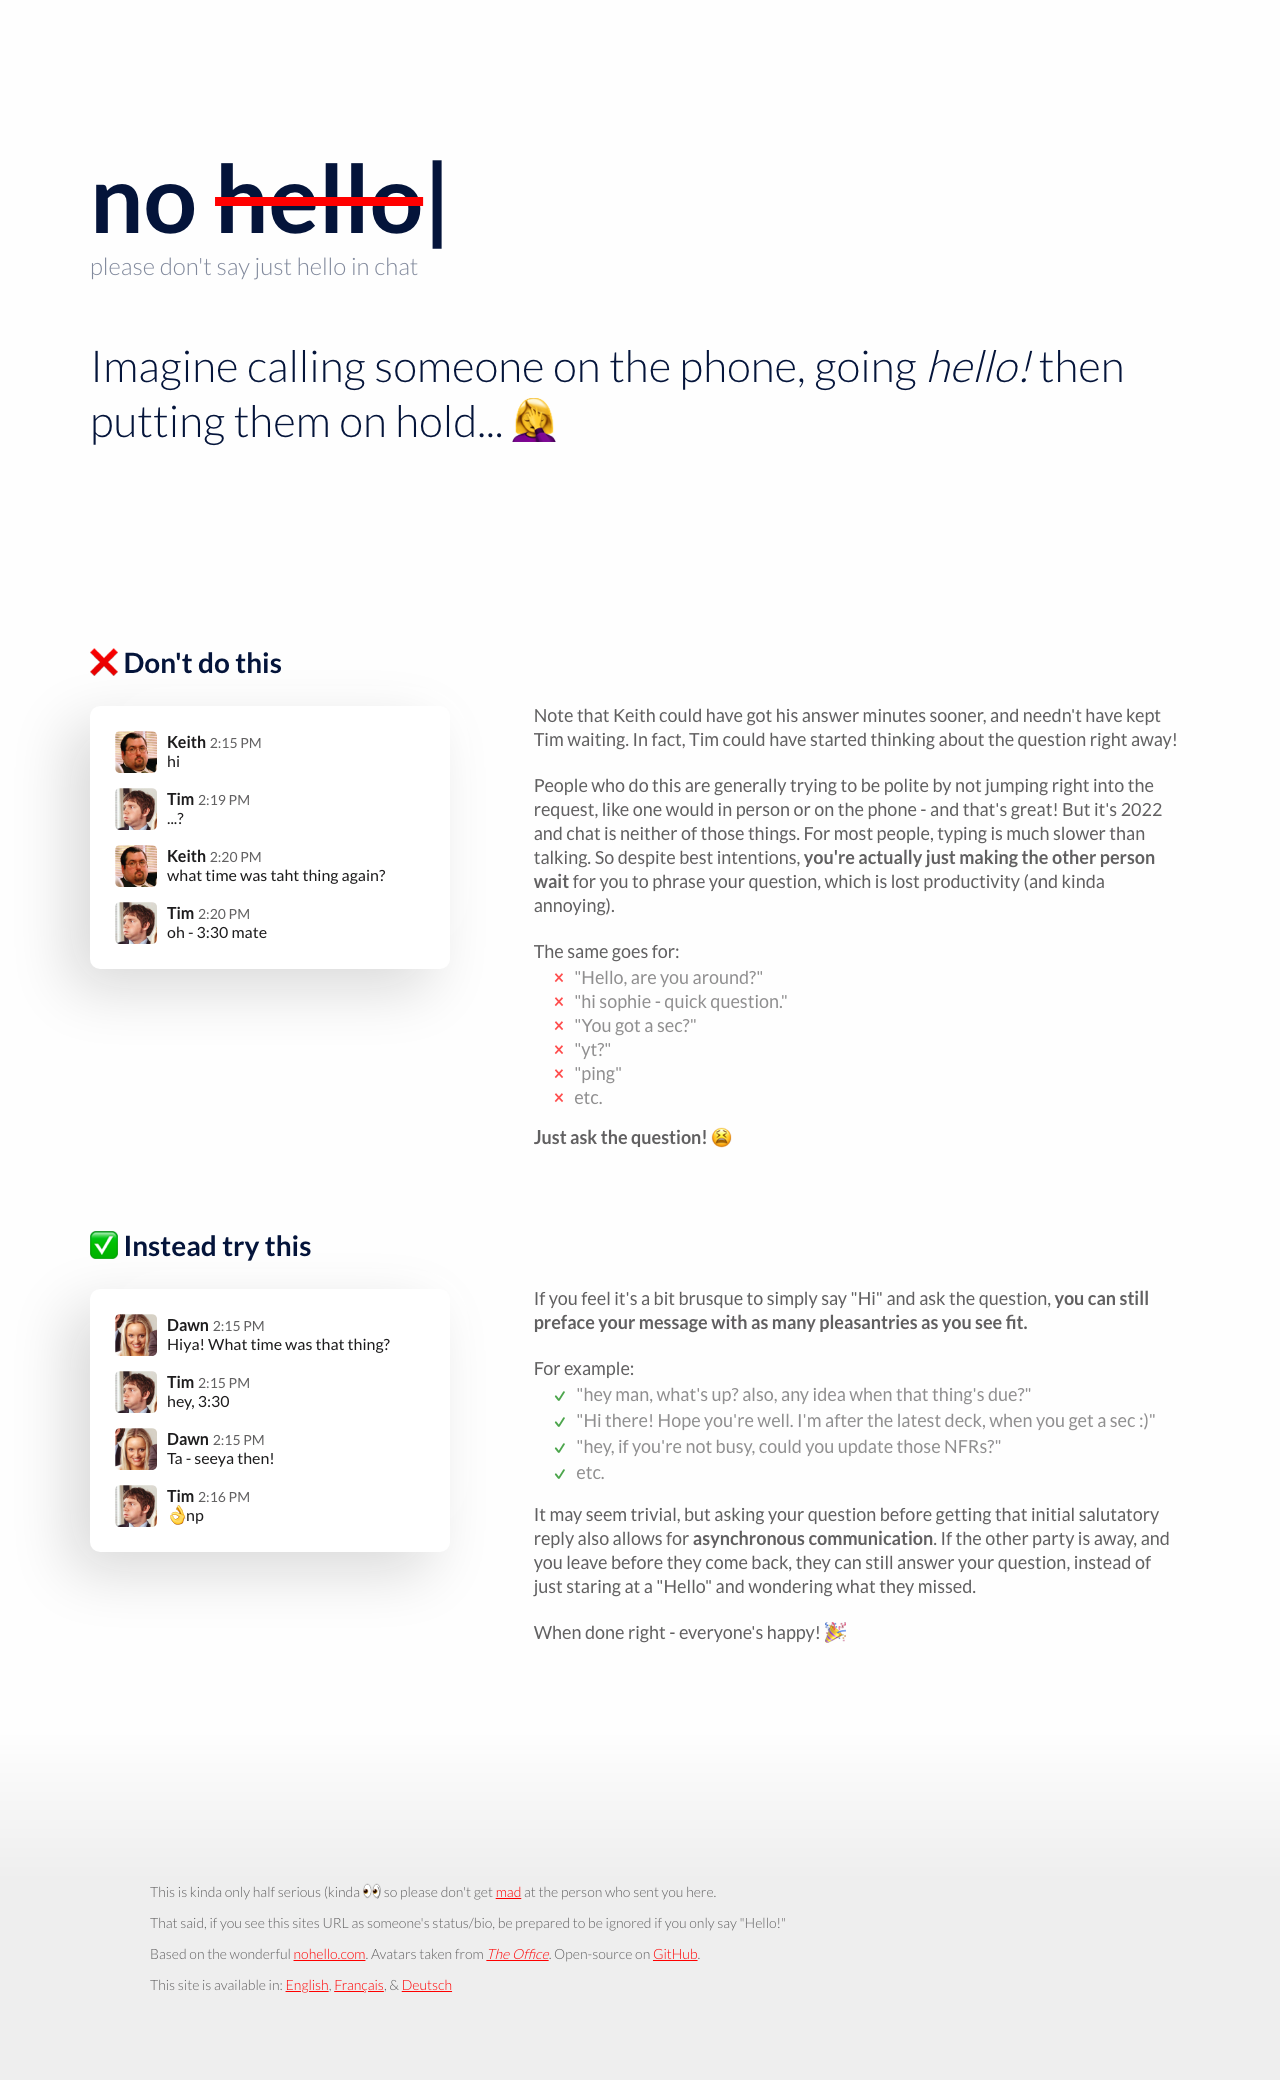 no hello|
please don't say just hello in chat
Imagine calling someone on the phone, going hello! then
putting them on hold... 🤦‍♀️
❌ Don't do this
Keith 2:15 PM
hi
Tim 2:19 PM
...?
Keith 2:20 PM
what time was taht thing again?
Tim 2:20 PM
oh - 3:30 mate
Note that Keith could have got his answer minutes sooner, and needn't have kept
Tim waiting. In fact, Tim could have started thinking about the question right away!
People who do this are generally trying to be polite by not jumping right into the
request, like one would in person or on the phone - and that's great! But it's 2022
and chat is neither of those things. For most people, typing is much slower than
talking. So despite best intentions, you're actually just making the other person
wait for you to phrase your question, which is lost productivity (and kinda
annoying).
The same goes for:
"Hello, are you around?"
"hi sophie - quick question."
"You got a sec?"
"yt?"
"ping"
etc.
Just ask the question! 😫
✅ Instead try this
Dawn 2:15 PM
Hiya! What time was that thing?
Tim 2:15 PM
hey, 3:30
Dawn 2:15 PM
Ta - seeya then!
Tim 2:16 PM
👌np
If you feel it's a bit brusque to simply say "Hi" and ask the question, you can still
preface your message with as many pleasantries as you see fit.
For example:
"hey man, what's up? also, any idea when that thing's due?"
"Hi there! Hope you're well. I'm after the latest deck, when you get a sec :)"
"hey, if you're not busy, could you update those NFRs?"
etc.
It may seem trivial, but asking your question before getting that initial salutatory
reply also allows for asynchronous communication. If the other party is away, and
you leave before they come back, they can still answer your question, instead of
just staring at a "Hello" and wondering what they missed.
When done right - everyone's happy! 🎉
This is kinda only half serious (kinda 👀) so please don't get mad at the person who sent you here.
That said, if you see this sites URL as someone's status/bio, be prepared to be ignored if you only say "Hello!"
Based on the wonderful nohello.com. Avatars taken from The Office. Open-source on GitHub.
This site is available in: English, Français, & Deutsch